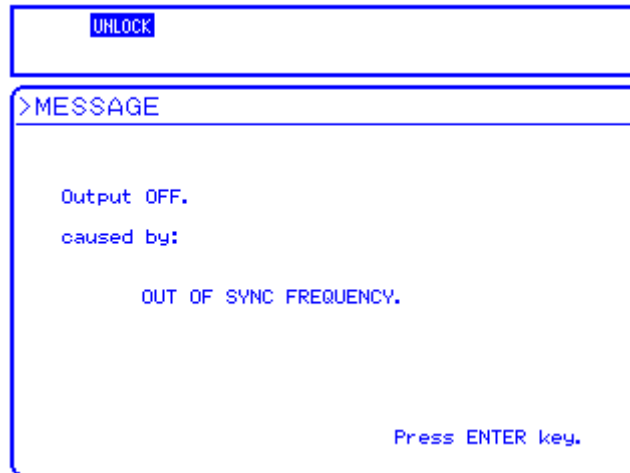 UNLOCK
>MESSAGE
Output OFF.
caused by:
OUT OF SYNC FREQUENCY.
Press ENTER key.